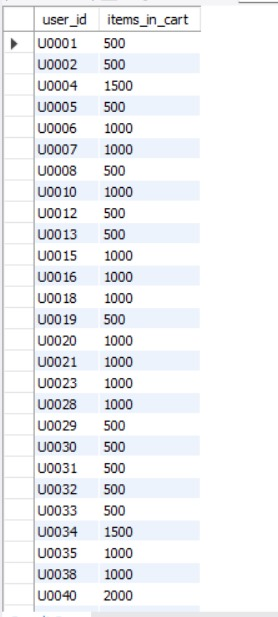 user_id items_in_cart
U0001 500
U0002 500
U0004 1500
U0005 500
U0006 1000
U0007 1000
U0008 500
U0010 1000
U0012 500
U0013 500
U0015 1000
U0016 1000
U0018 1000
U0019 500
U0020 1000
U0021 1000
U0023 1000
U0028 1000
U0029 500
U0030 500
U0031 500
U0032 500
U0033 500
U0034 1500
U0035 1000
U0038 1000
U0040 2000